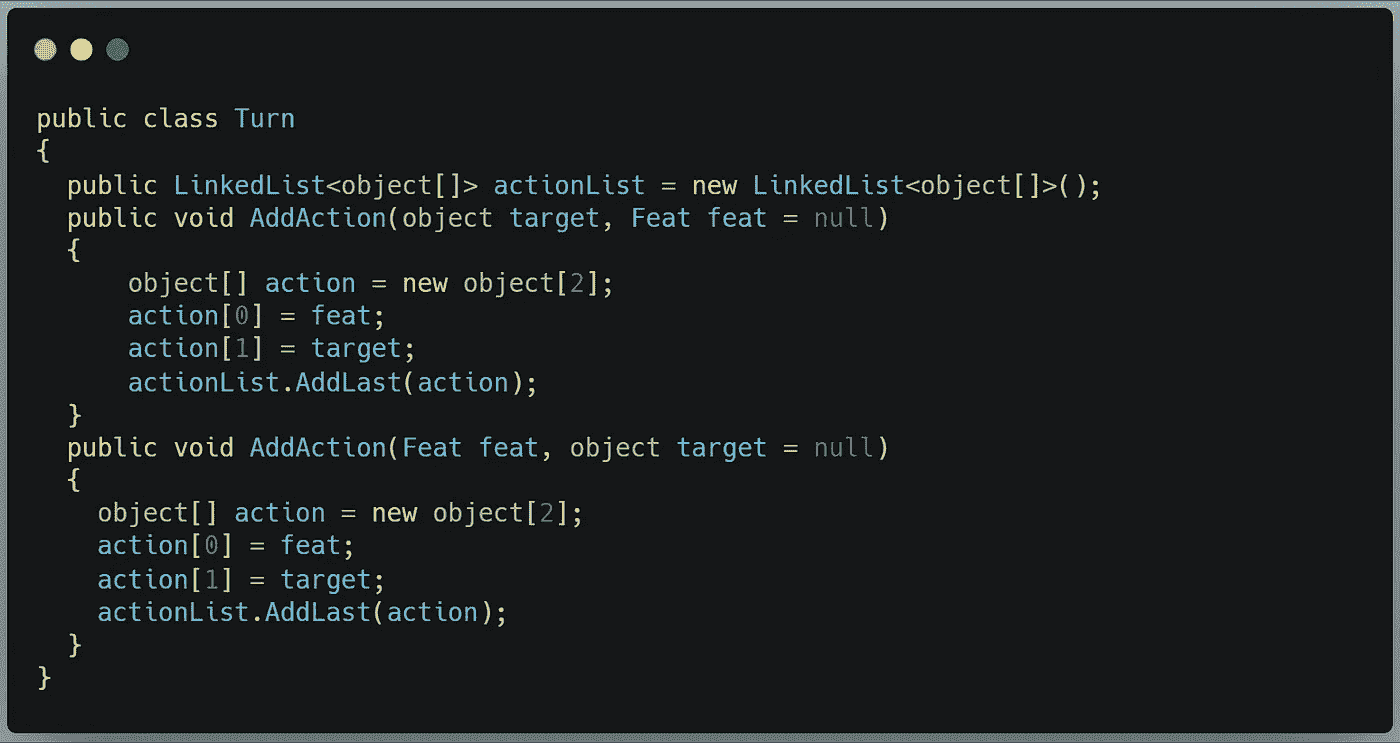 public class Turn
{
  public LinkedList<object[]> actionList = new LinkedList<object[]>();
  public void AddAction(object target, Feat feat = null)
  {
      object[] action = new object[2];
      action[0] = feat;
      action[1] = target;
      actionList.AddLast(action);
  }
  public void AddAction(Feat feat, object target = null)
  {
    object[] action = new object[2];
    action[0] = feat;
    action[1] = target;
    actionList.AddLast(action);
  }
}